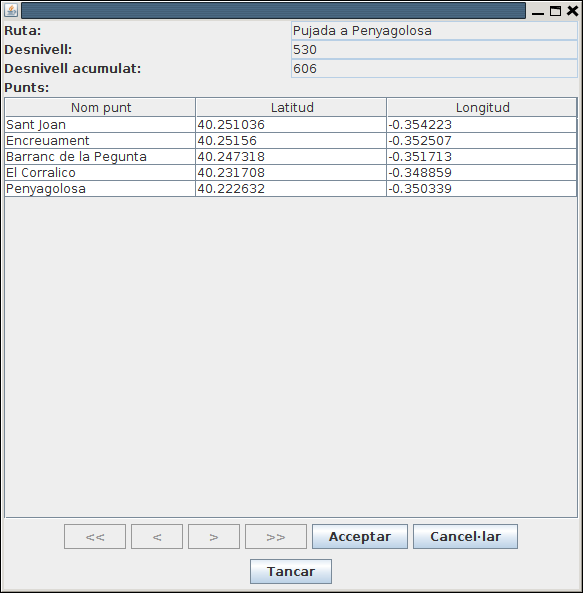 Ruta: Pujada a Penyagolosa
Desnivell: 530
Desnivell acumulat: 606
Punts:
Nom punt Latitud Longitud
Sant Joan 40.251036 -0.354223
Encreuament 40.25156 -0.352507
Barranc de la Pegunta 40.247318 -0.351713
El Corralico 40.231708 -0.348859
Penyagolosa 40.222632 -0.350339
<< < > >> Acceptar Cancel·lar
Tancar